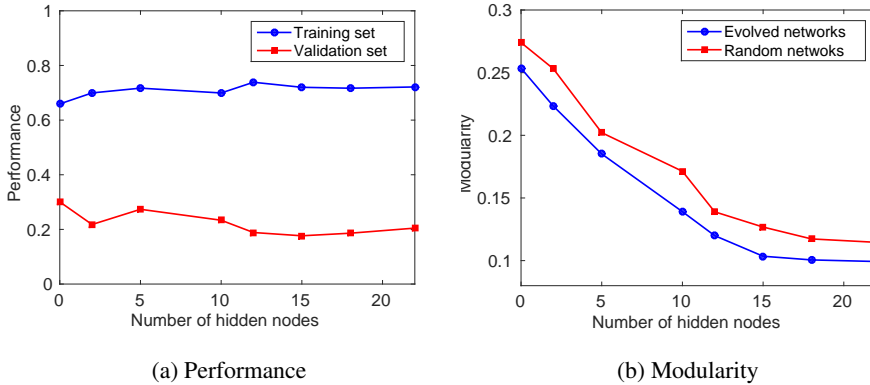 1
0.8
0.6
0.4
0.2
0
Performance
Training set
Validation set
0 5 10 15 20
Number of hidden nodes
(a) Performance
0.3
0.25
0.2
0.15
0.1
Modularity
Evolved networks
Random netwoks
0 5 10 15 20
Number of hidden nodes
(b) Modularity